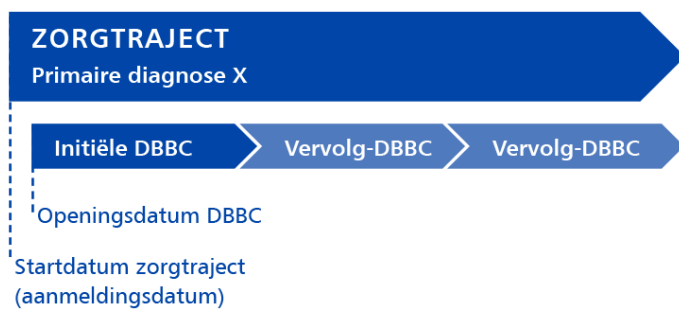 ZORGTRAJECT
Primaire diagnose X
Initiële DBBC
Vervolg-DBBC
Vervolg-DBBC
Openingsdatum DBBC
Startdatum zorgtraject
(aanmeldingsdatum)